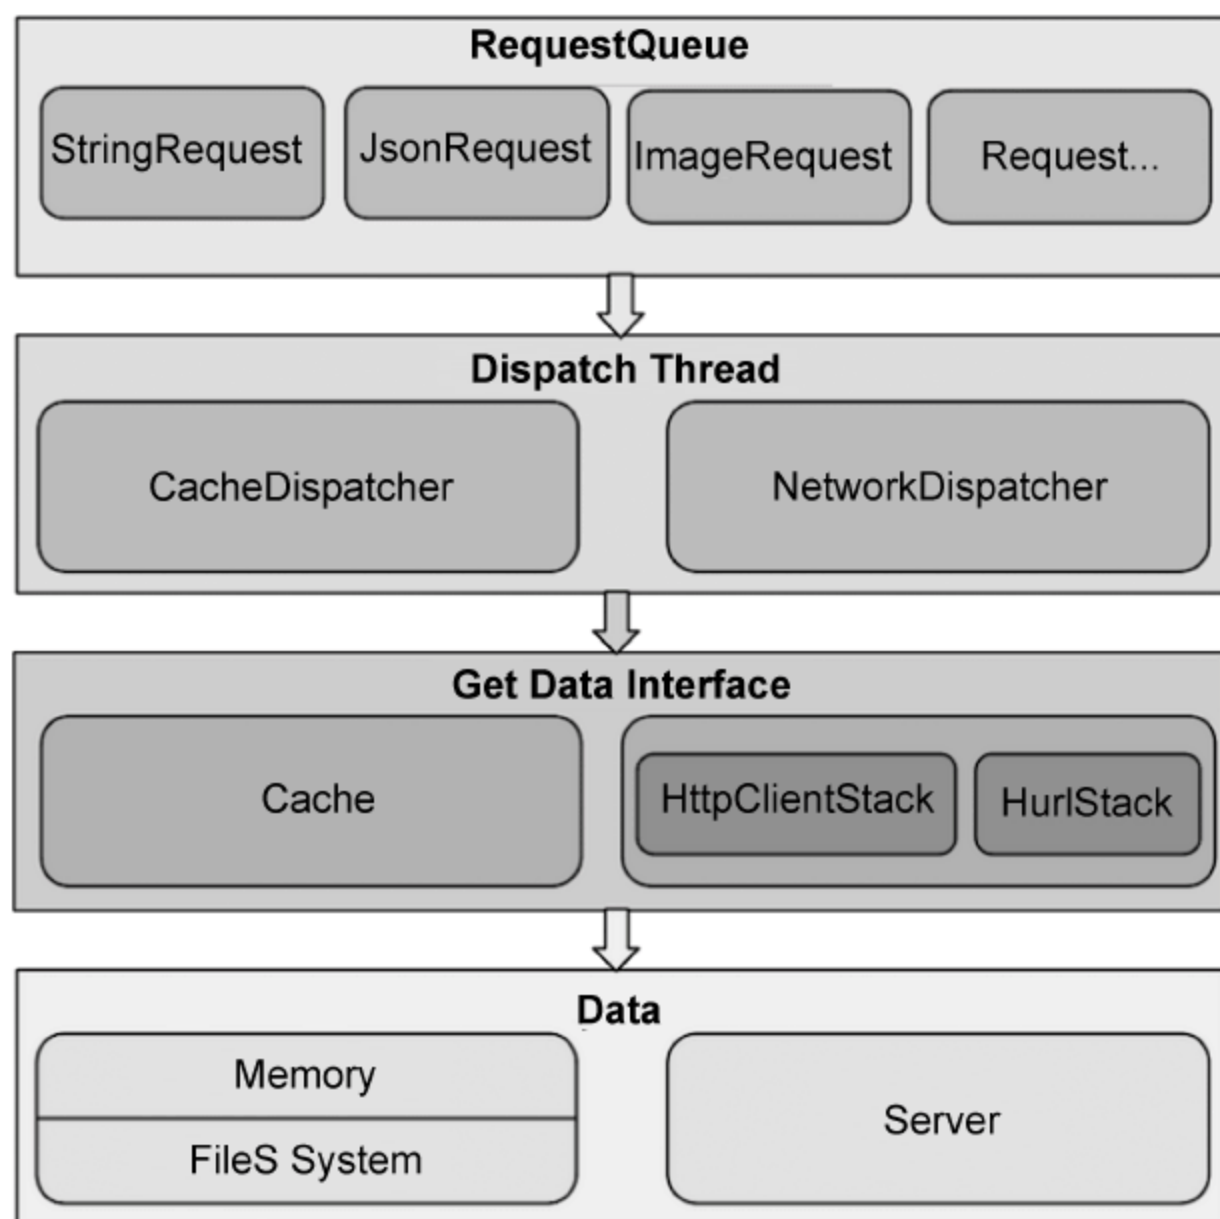 RequestQueue
StringRequest
JsonRequest
ImageRequest
Request...
Dispatch Thread
CacheDispatcher
NetworkDispatcher
Get Data Interface
Cache
HttpClientStack
HurlStack
Data
Memory
FileS System
Server